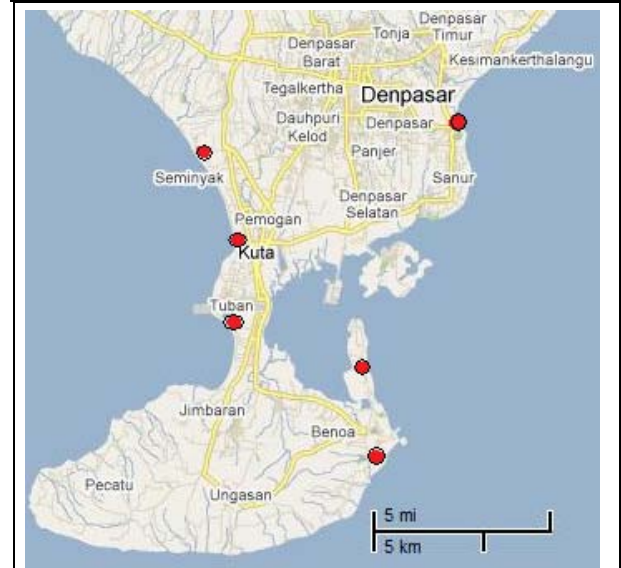 Denpasar
Timur
Tonja
Denpasar
Barat
Kesimankerthalangu
Tegalkertha
Denpasar
Dauhpuri
Kelod
Denpasar
Panjer
Seminyak
Sanur
Denpasar
Selatan
Pemogan
Kuta
Tuban
Jimbaran
Benoa
Pecatu
Ungasan
5 mi
5 km